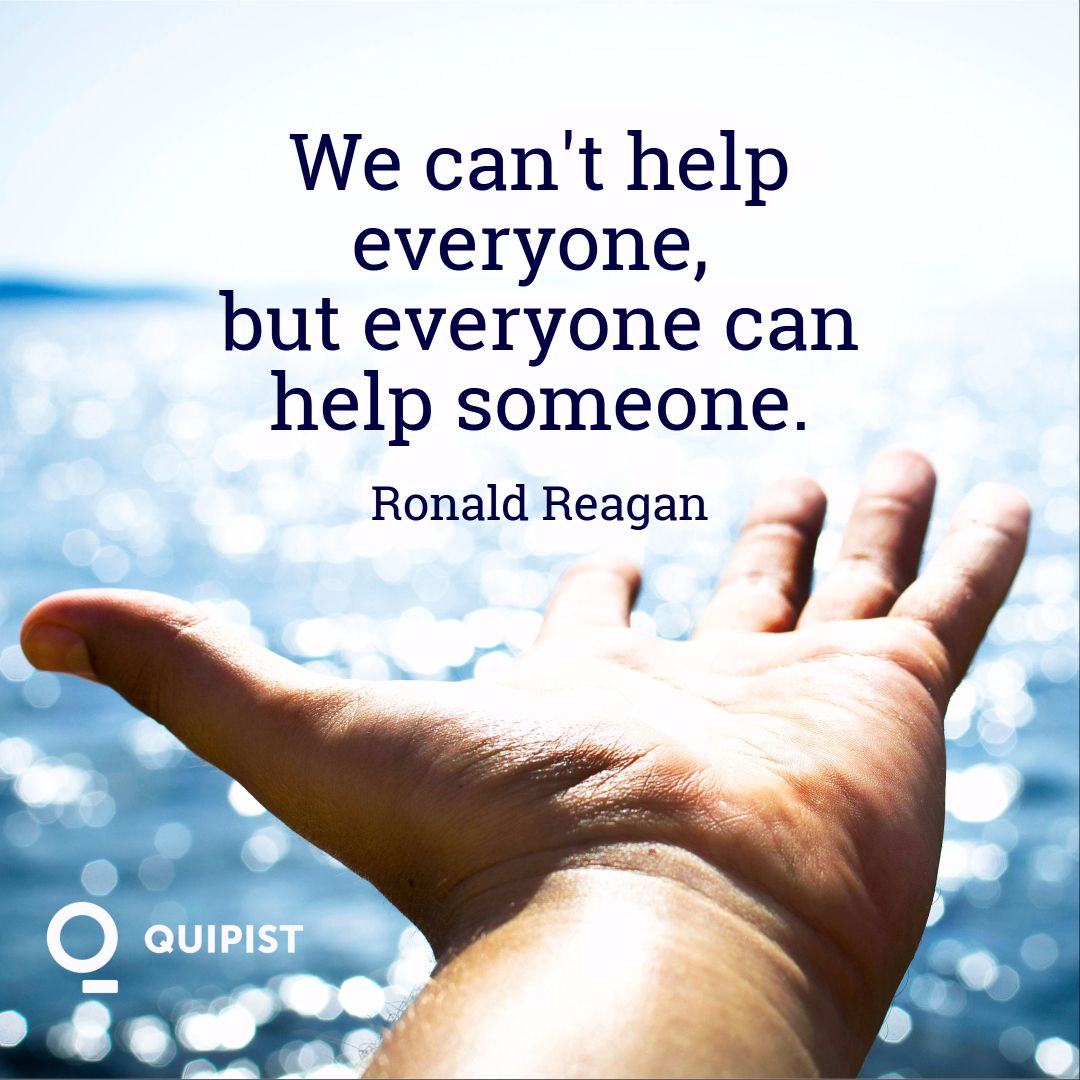 We can't help
everyone,
but everyone can
help someone.
Ronald Reagan
QUIPIST